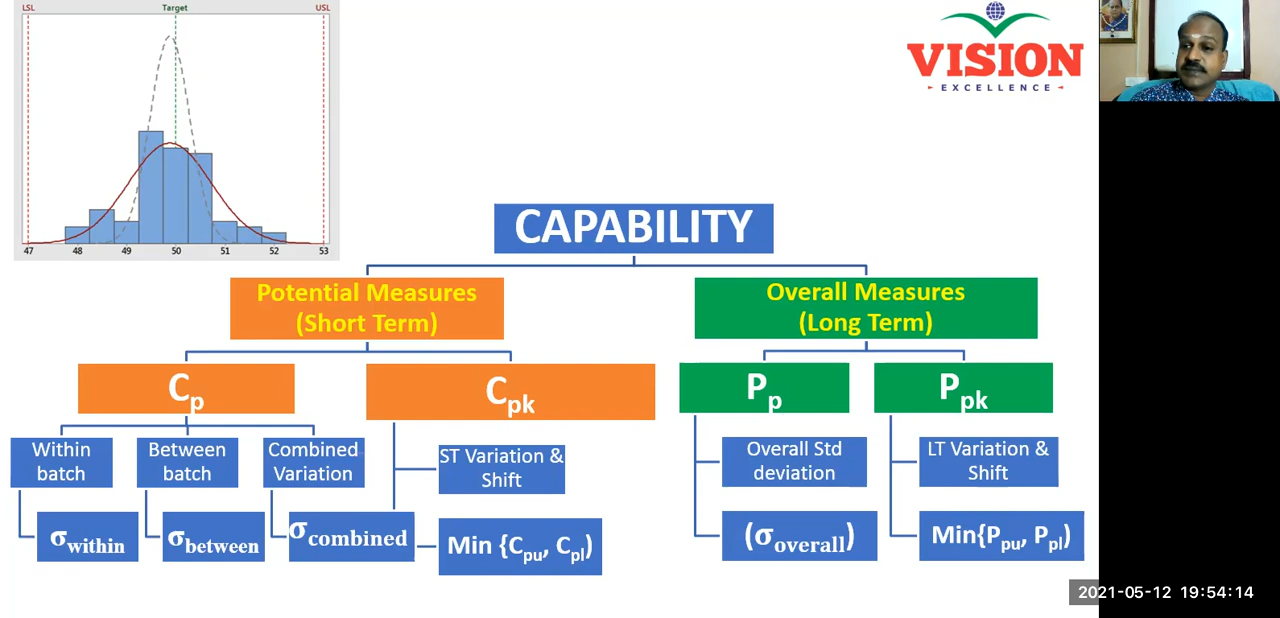 LSL Target USL
47 48 49 50 51 52 53
VISION
EXCELLENCE
CAPABILITY
Potential Measures
(Short Term)
Overall Measures
(Long Term)
Cp
Cpk
Pp
Ppk
Within
batch
Between
batch
Combined
Variation
ST Variation &
Shift
Overall Std
deviation
LT Variation &
Shift
σwithin
σbetween
σcombined
Min {Cpu, Cpl)
(σoverall)
Min{Ppu, Ppl)
2021-05-12 19:54:14